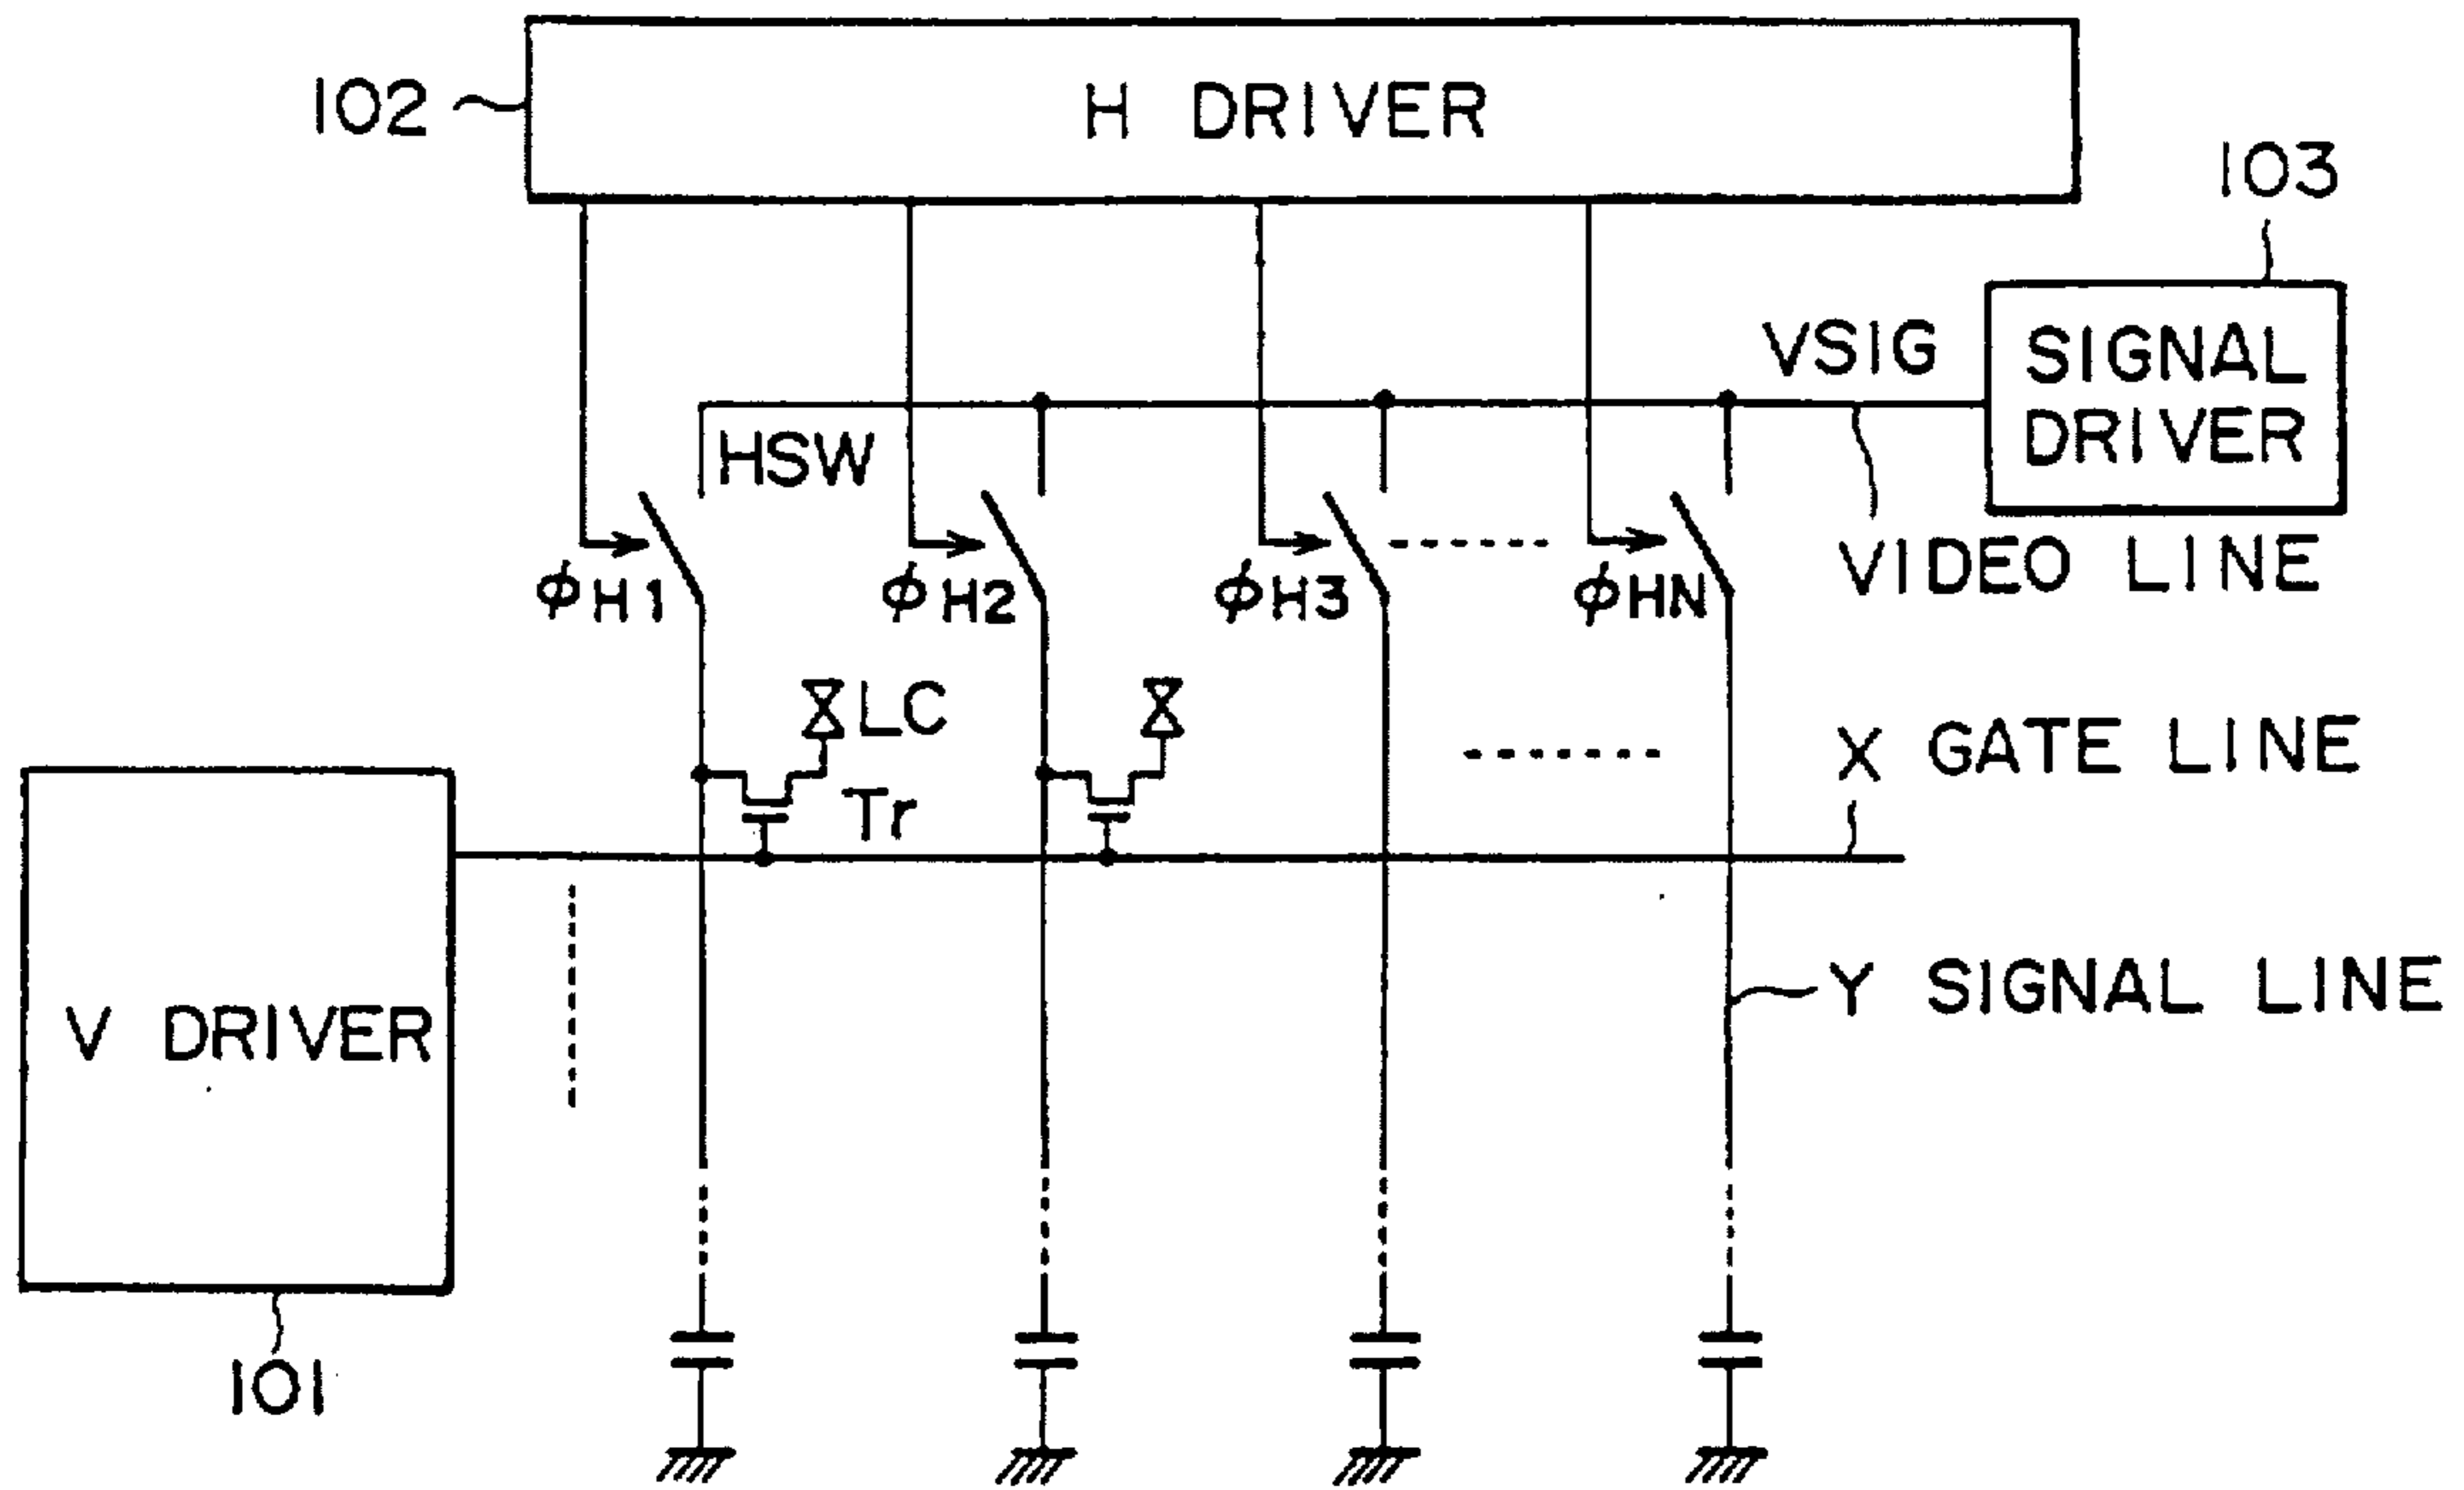 102
H DRIVER
103
VSIG
SIGNAL
DRIVER
HSW
VIDEO LINE
φH1
φH2
φH3
φHN
LC
X GATE LINE
Tr
V DRIVER
Y SIGNAL LINE
101